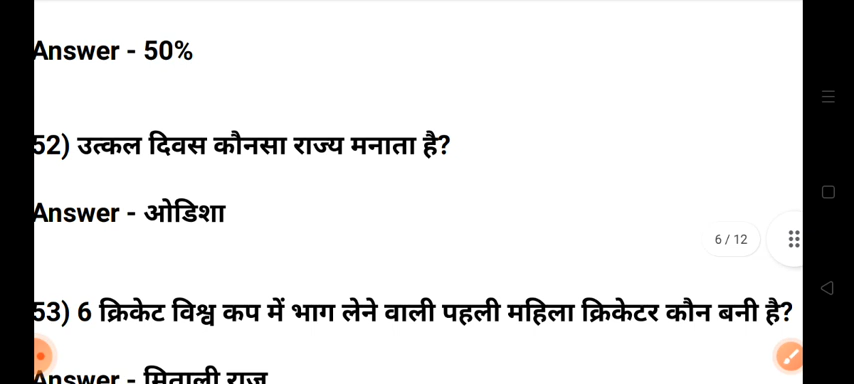 Answer - 50%
52) उत्कल दिवस कौनसा राज्य मनाता है?
Answer - ओडिशा
6 / 12
53) 6 क्रिकेट विश्व कप में भाग लेने वाली पहली महिला क्रिकेटर कौन बनी है?
Answer - मिताली राज